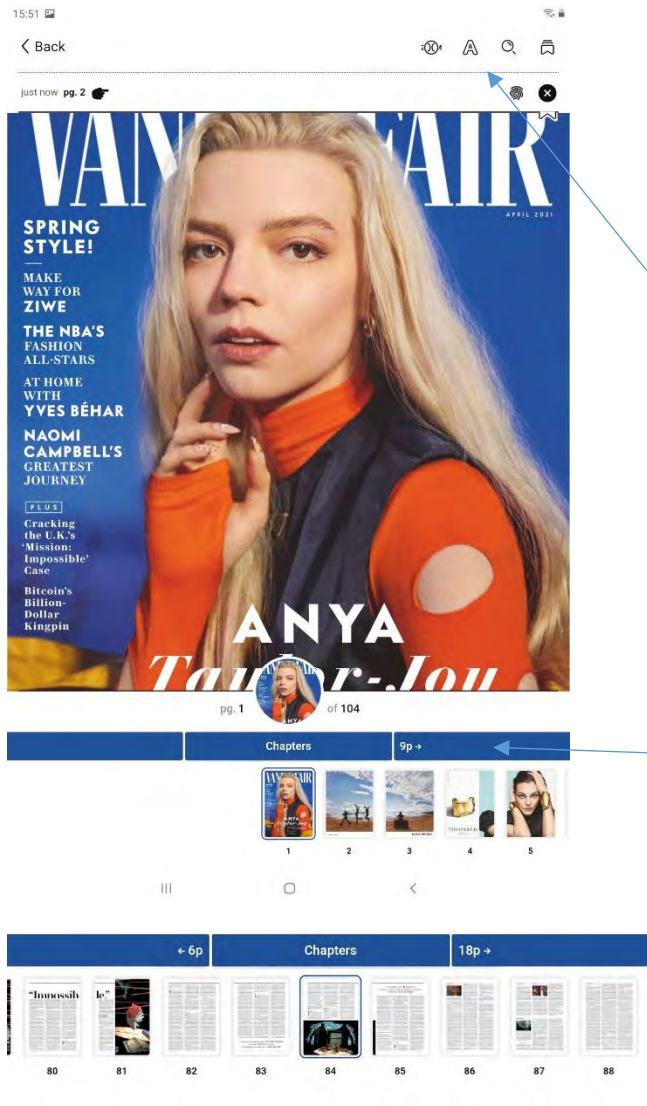 15:51
Back
just now pg. 2
VANITY FAIR
APRIL 2021
SPRING
STYLE!
MAKE
WAY FOR
ZIWE
THE NBA'S
FASHION
ALL-STARS
AT HOME
WITH
YVES BÉHAR
NAOMI
CAMPBELL'S
GREATEST
JOURNEY
PLUS
Cracking
the U.K.'s
'Mission:
Impossible'
Case
Bitcoin's
Billion-
Dollar
Kingpin
ANYA
Taylor-Joy
pg. 1 of 104
Chapters 9p →
1 2 3 4 5
← 6p Chapters 18p →
"Impossib le"
80 81 82 83 84 85 86 87 88